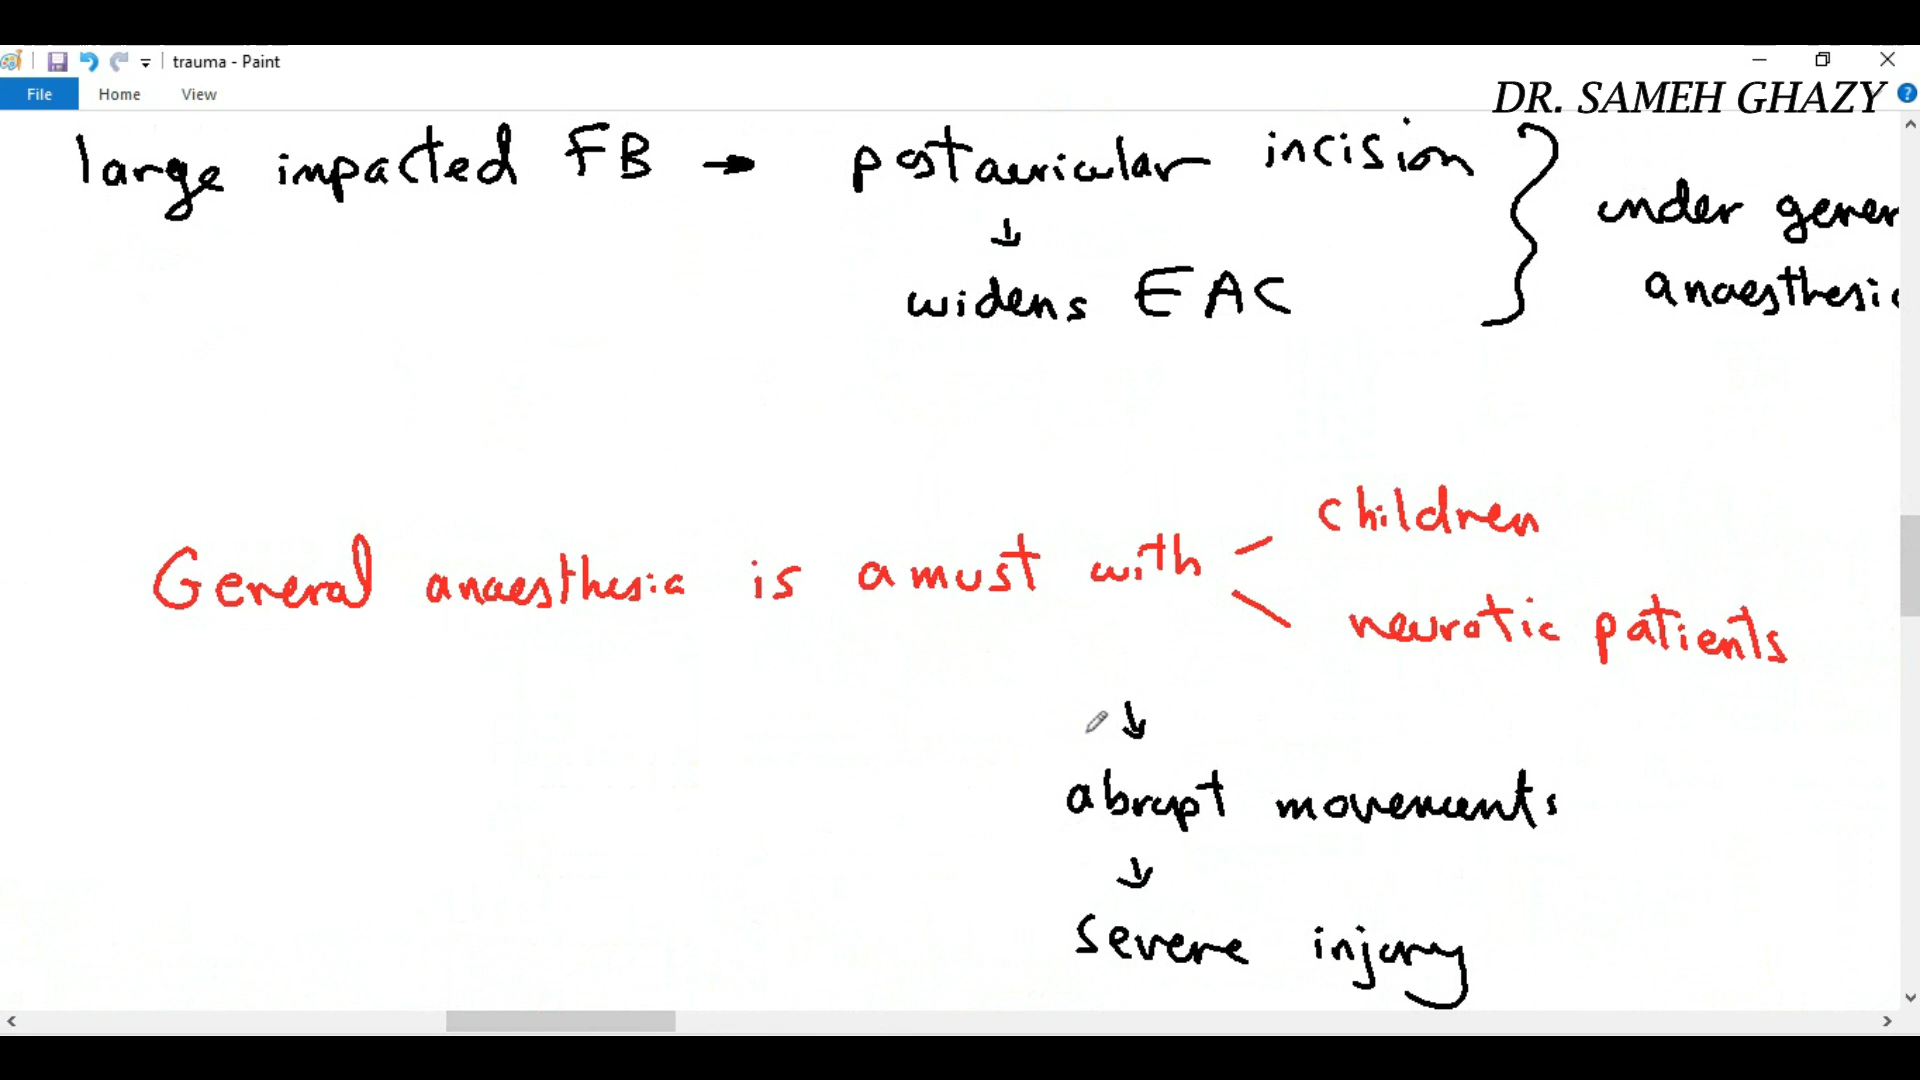 trauma - Paint
File Home View
DR. SAMEH GHAZY
large impacted FB → postauricular incision
↓
widens EAC
under gener
anaesthesia
General anaesthesia is a must with
children
neurotic patients
↓
abrupt movements
↓
severe injury